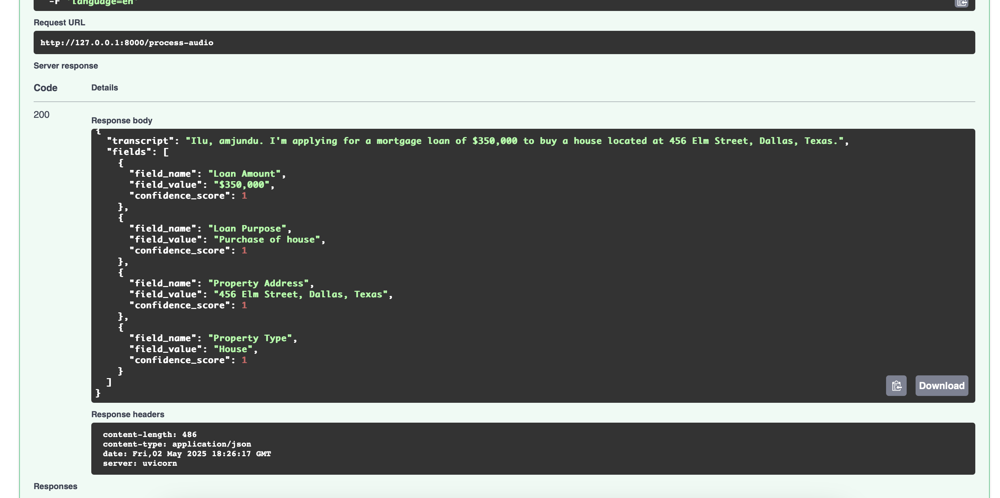 -F 'language=en'
Request URL
http://127.0.0.1:8000/process-audio
Server response
Code Details
200
Response body
{
  "transcript": "Ilu, amjundu. I'm applying for a mortgage loan of $350,000 to buy a house located at 456 Elm Street, Dallas, Texas.",
  "fields": [
    {
      "field_name": "Loan Amount",
      "field_value": "$350,000",
      "confidence_score": 1
    },
    {
      "field_name": "Loan Purpose",
      "field_value": "Purchase of house",
      "confidence_score": 1
    },
    {
      "field_name": "Property Address",
      "field_value": "456 Elm Street, Dallas, Texas",
      "confidence_score": 1
    },
    {
      "field_name": "Property Type",
      "field_value": "House",
      "confidence_score": 1
    }
  ]
}
Download
Response headers
content-length: 486
content-type: application/json
date: Fri,02 May 2025 18:26:17 GMT
server: uvicorn
Responses